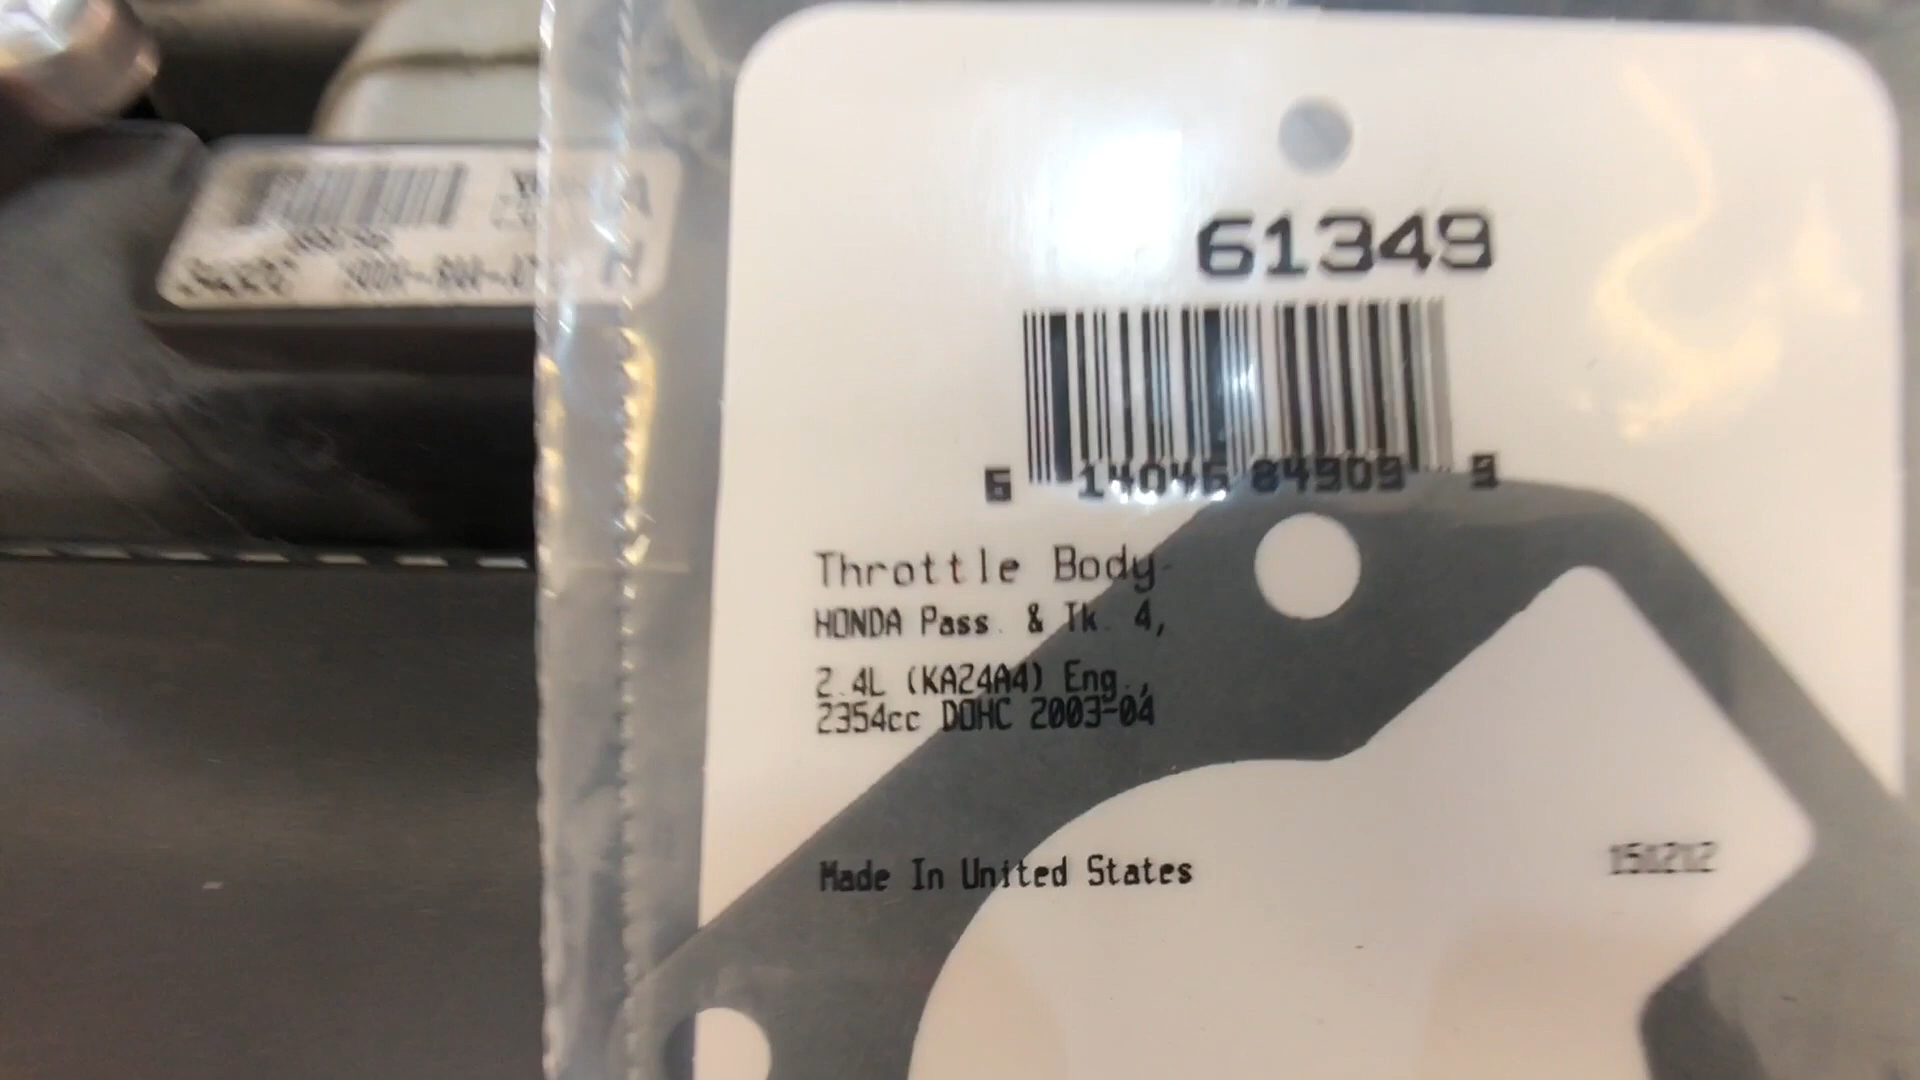 61349
6 14046 84909 9
Throttle Body
HONDA Pass. & Tk. 4,
2.4L (KA24A4) Eng.,
2354cc DOHC 2003-04
Made In United States
151212